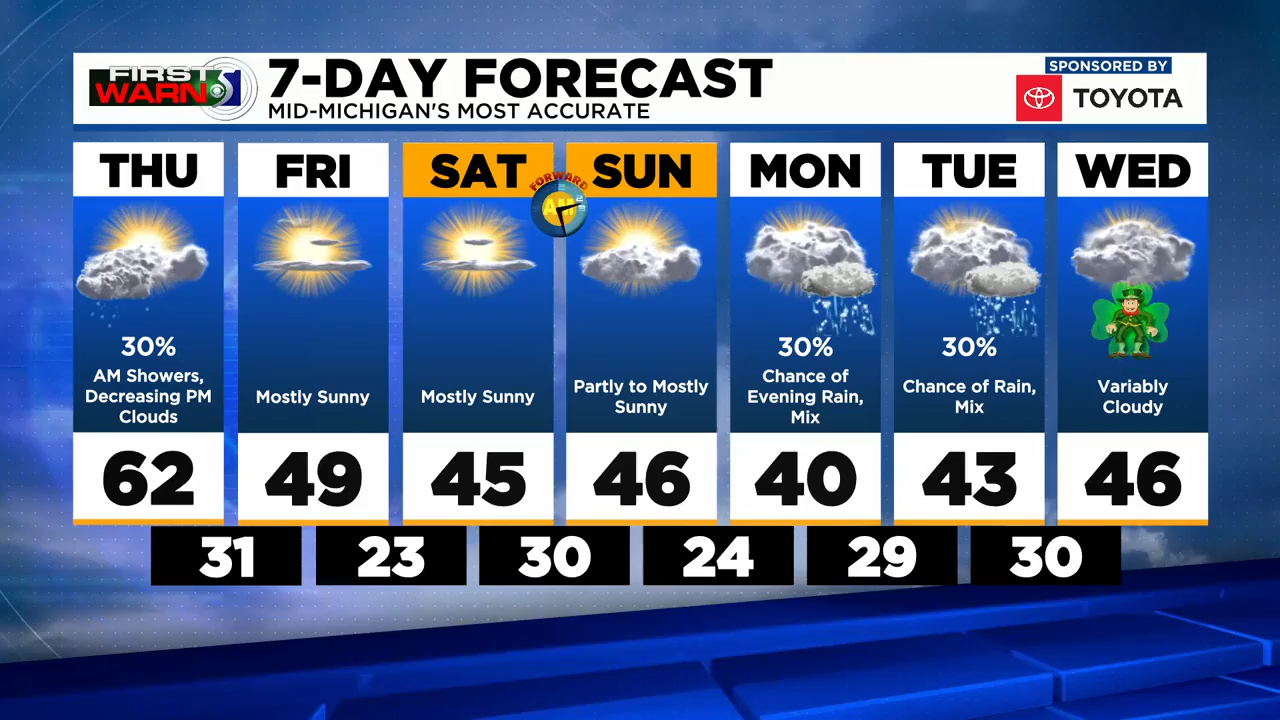 FIRST
WARN 5
7-DAY FORECAST
MID-MICHIGAN'S MOST ACCURATE
SPONSORED BY
TOYOTA
THU
FRI
SAT
SUN
MON
TUE
WED
FORWARD
AM
30%
AM Showers,
Decreasing PM
Clouds
Mostly Sunny
Mostly Sunny
Partly to Mostly
Sunny
30%
Chance of
Evening Rain,
Mix
30%
Chance of Rain,
Mix
Variably
Cloudy
62
49
45
46
40
43
46
31
23
30
24
29
30